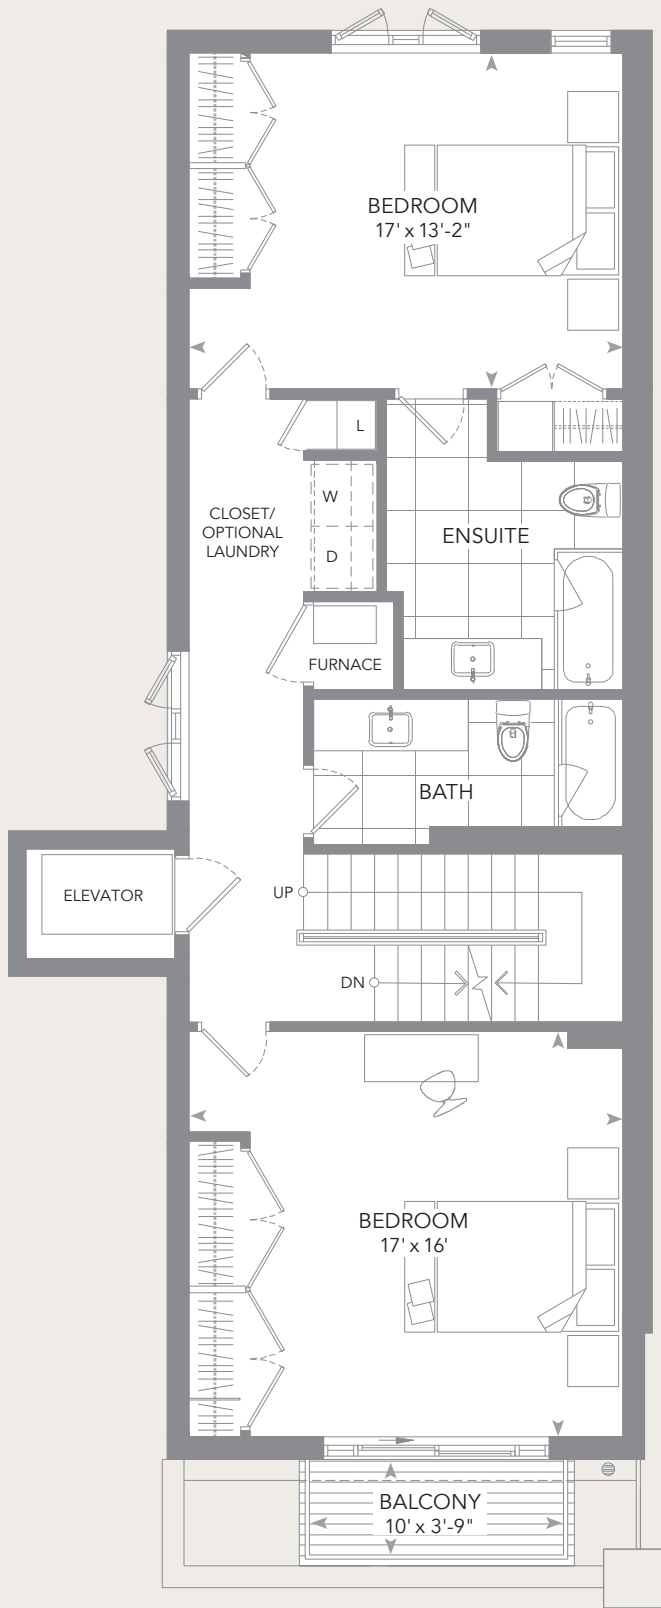 BEDROOM
17' x 13'-2"
L
W
CLOSET/
OPTIONAL
LAUNDRY
D
ENSUITE
FURNACE
BATH
ELEVATOR
UP
DN
BEDROOM
17' x 16'
BALCONY
10' x 3'-9"